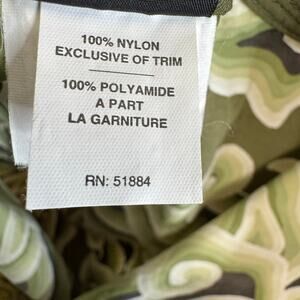 100% NYLON
EXCLUSIVE OF TRIM
100% POLYAMIDE
A PART
LA GARNITURE
RN: 51884